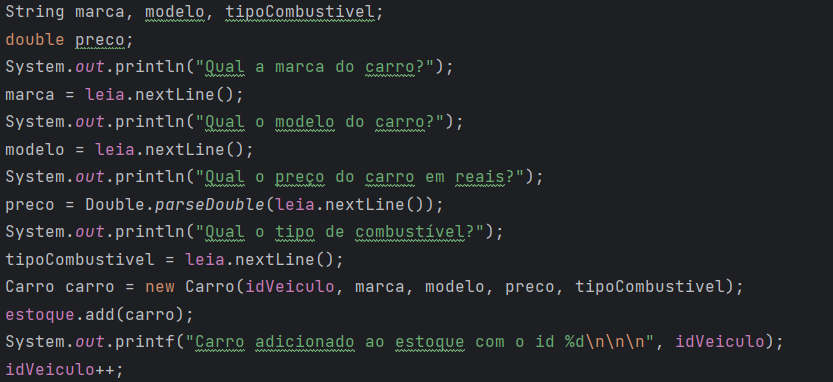 String marca, modelo, tipoCombustivel;
double preco;
System.out.println("Qual a marca do carro?");
marca = leia.nextLine();
System.out.println("Qual o modelo do carro?");
modelo = leia.nextLine();
System.out.println("Qual o preço do carro em reais?");
preco = Double.parseDouble(leia.nextLine());
System.out.println("Qual o tipo de combustível?");
tipoCombustivel = leia.nextLine();
Carro carro = new Carro(idVeiculo, marca, modelo, preco, tipoCombustivel);
estoque.add(carro);
System.out.printf("Carro adicionado ao estoque com o id %d\n\n\n", idVeiculo);
idVeiculo++;